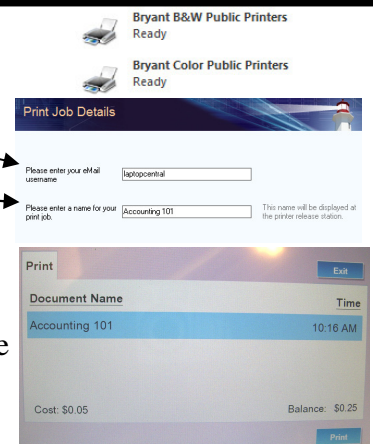 Bryant B&W Public Printers
Ready
Bryant Color Public Printers
Ready
Print Job Details
Please enter your eMail
username
laptopcentral
Please enter a name for your
print job.
Accounting 101
This name will be displayed at
the printer release station.
e
Print
Exit
Document Name
Time
Accounting 101
10:16 AM
Cost: $0.05
Balance: $0.25
Print